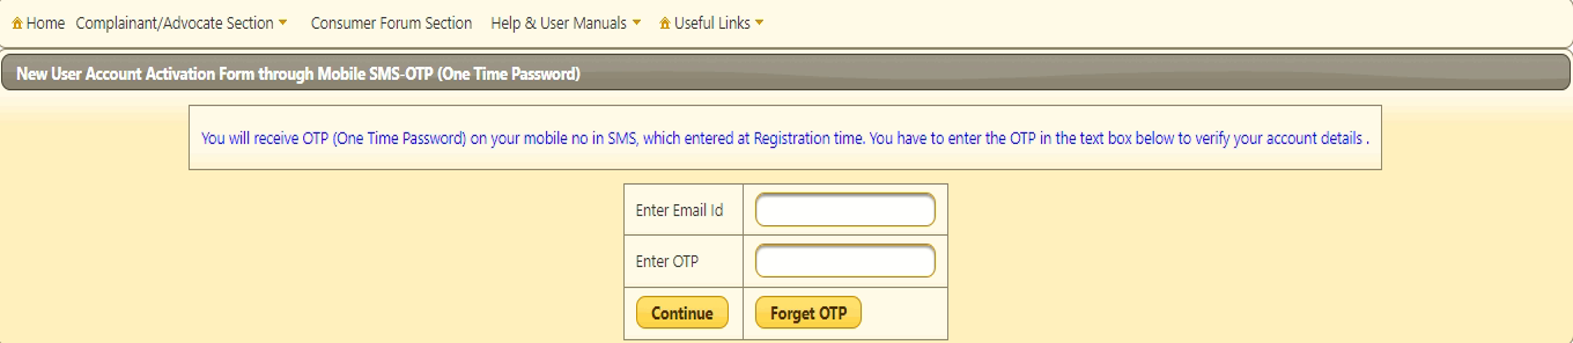 Home Complainant/Advocate Section Consumer Forum Section Help & User Manuals Useful Links
New User Account Activation Form through Mobile SMS-OTP (One Time Password)
You will receive OTP (One Time Password) on your mobile no in SMS, which entered at Registration time. You have to enter the OTP in the text box below to verify your account details .
Enter Email Id
Enter OTP
Continue Forget OTP